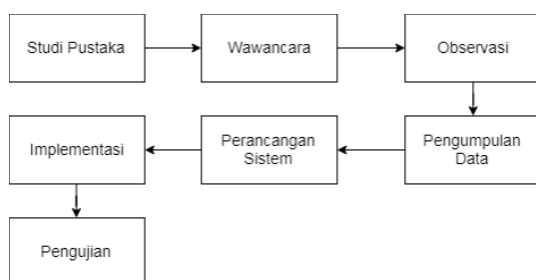 Studi Pustaka
Wawancara
Observasi
Implementasi
Perancangan
Sistem
Pengumpulan
Data
Pengujian